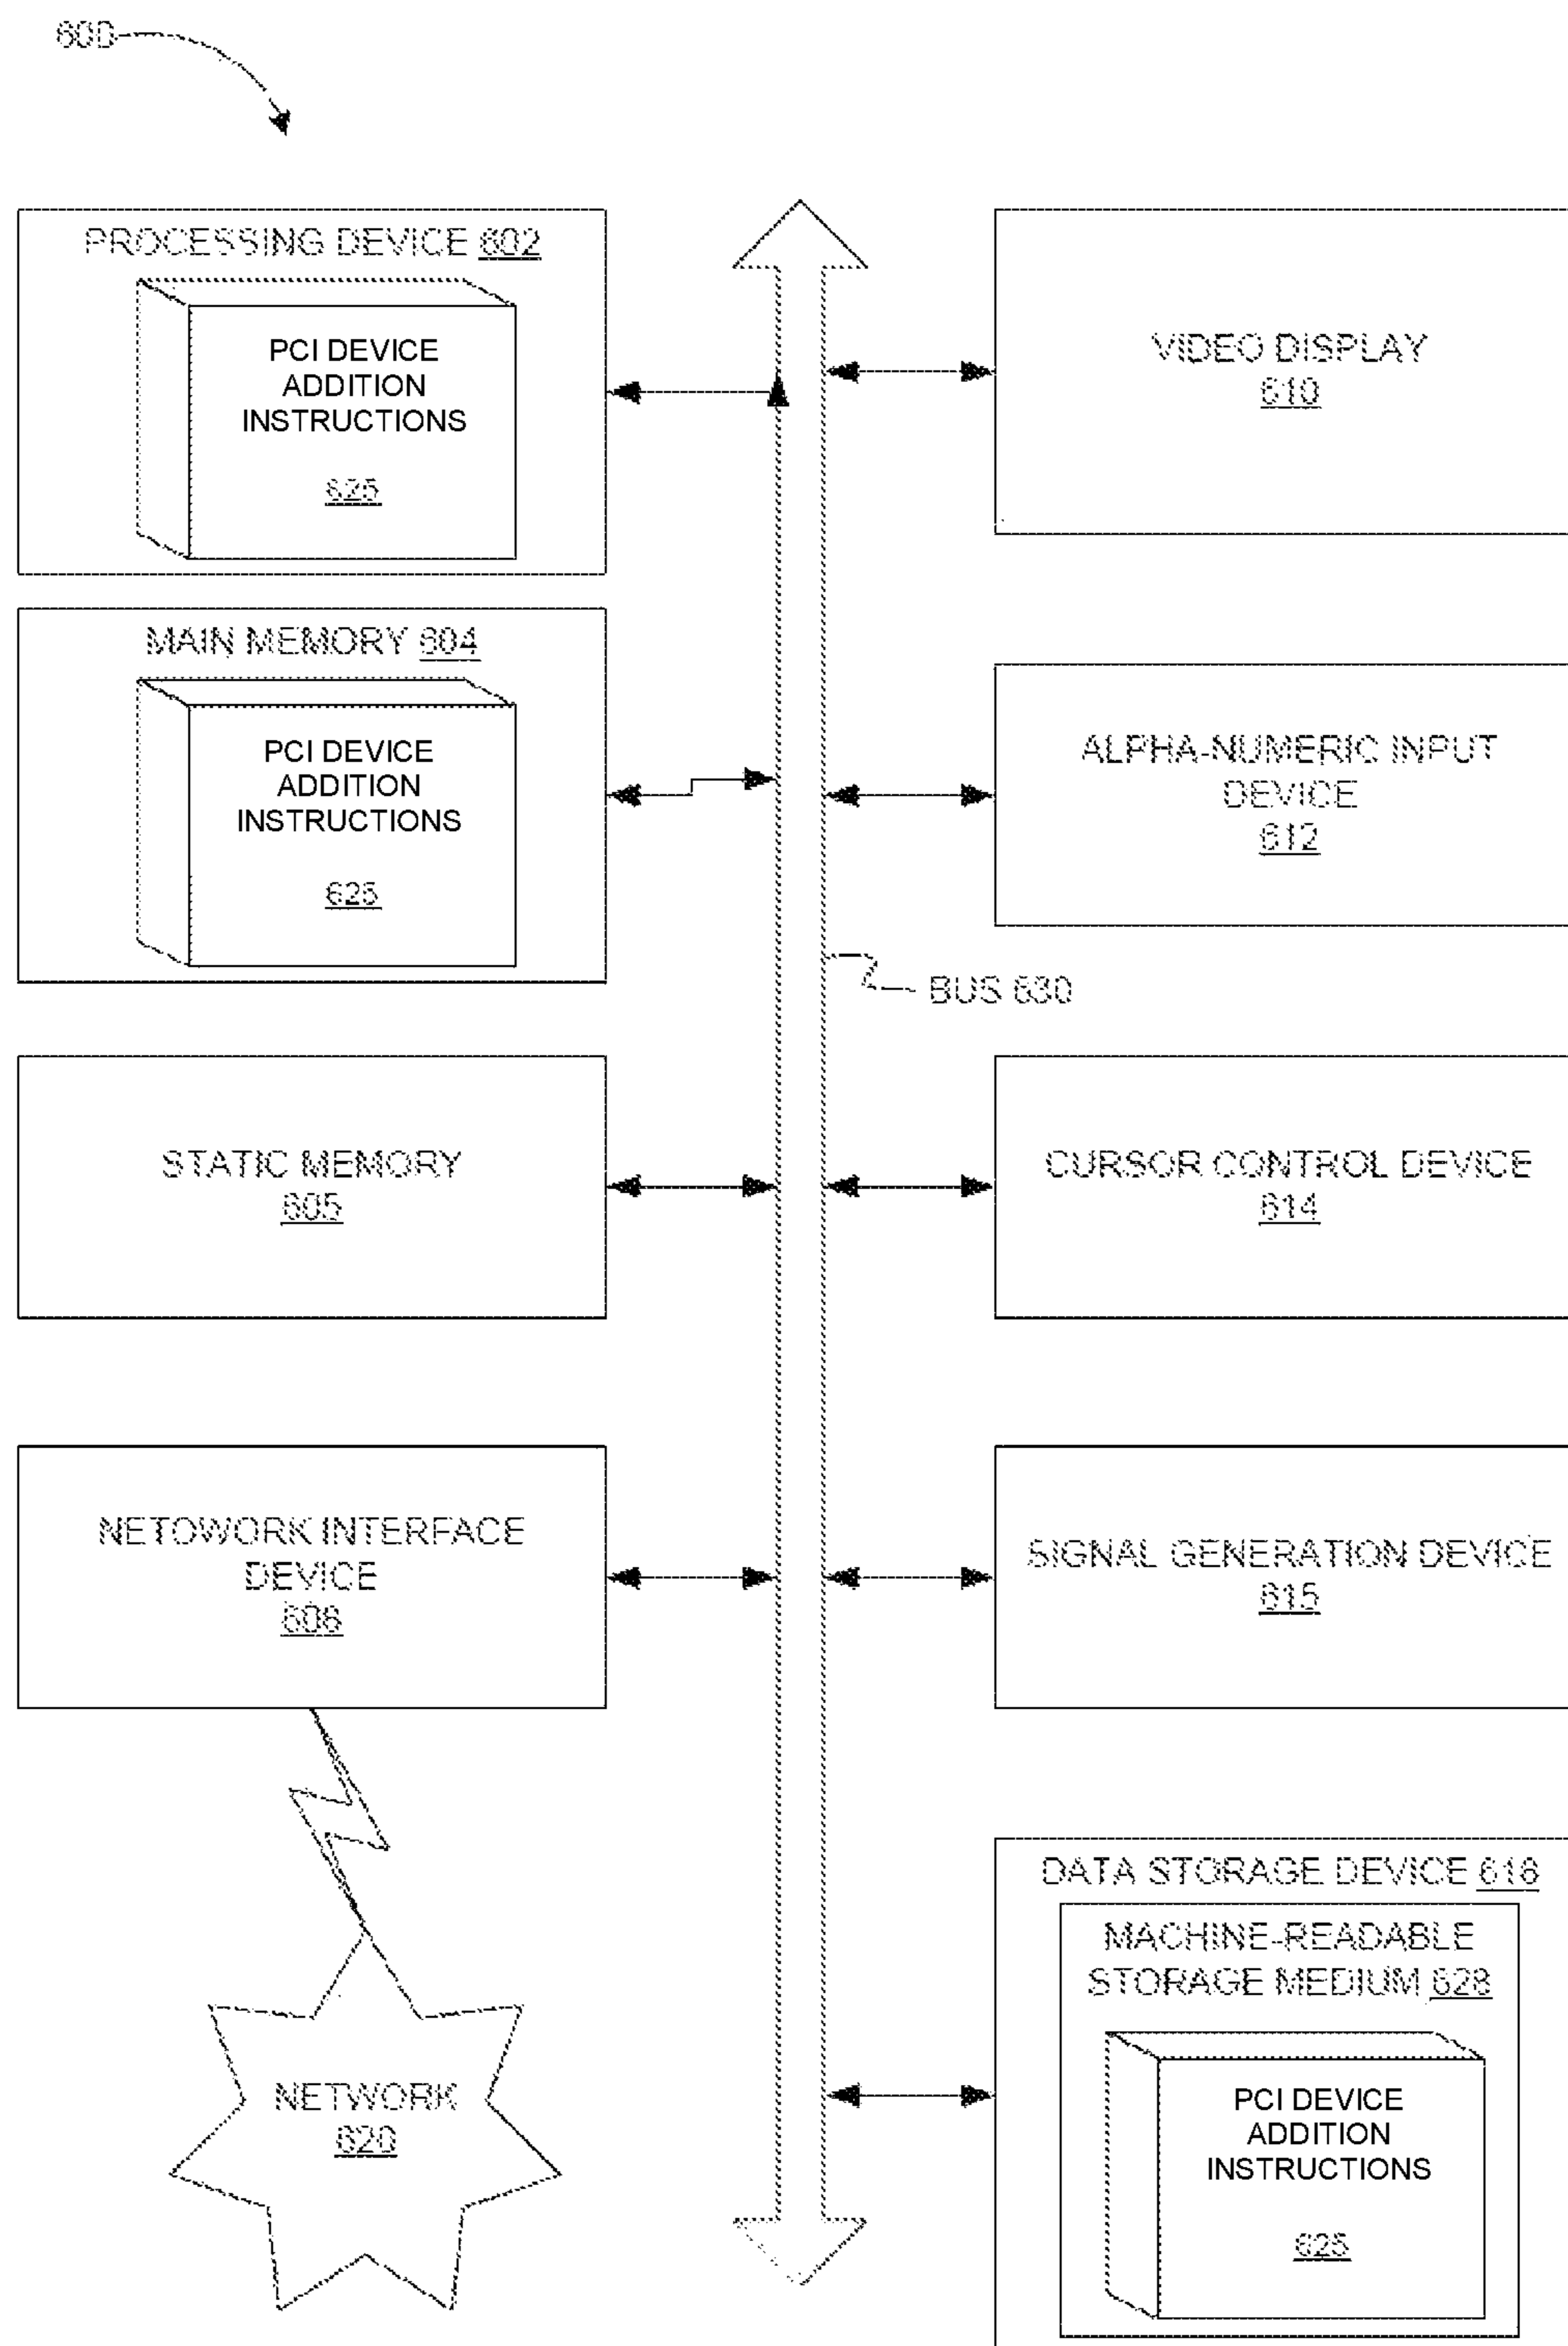 600
PROCESSING DEVICE 602
PCI DEVICE
ADDITION
INSTRUCTIONS
625
MAIN MEMORY 604
PCI DEVICE
ADDITION
INSTRUCTIONS
625
STATIC MEMORY
605
NETOWORK INTERFACE
DEVICE
608
NETWORK
620
VIDEO DISPLAY
610
ALPHA-NUMERIC INPUT
DEVICE
612
BUS 630
CURSOR CONTROL DEVICE
614
SIGNAL GENERATION DEVICE
615
DATA STORAGE DEVICE
MACHINE-READABLE
STORAGE MEDIUM 628
PCI DEVICE
ADDITION
INSTRUCTIONS
625